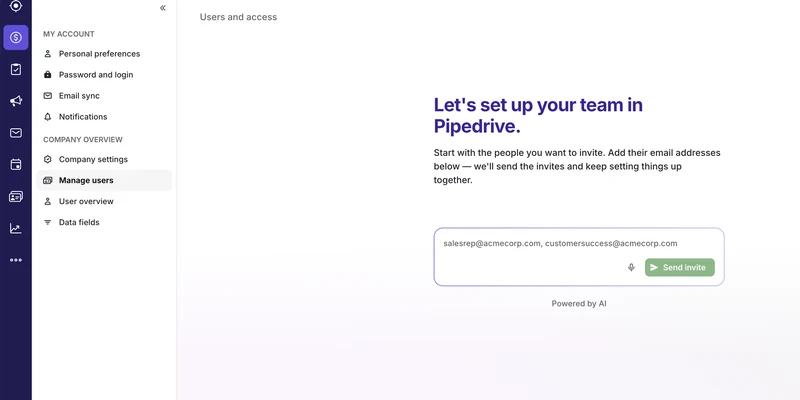 Users and access
MY ACCOUNT
Personal preferences
Password and login
Email sync
Notifications
COMPANY OVERVIEW
Company settings
Manage users
User overview
Data fields
Let's set up your team in
Pipedrive.
Start with the people you want to invite. Add their email addresses
below — we'll send the invites and keep setting things up
together.
salesrep@acmecorp.com, customersuccess@acmecorp.com
Send invite
Powered by AI